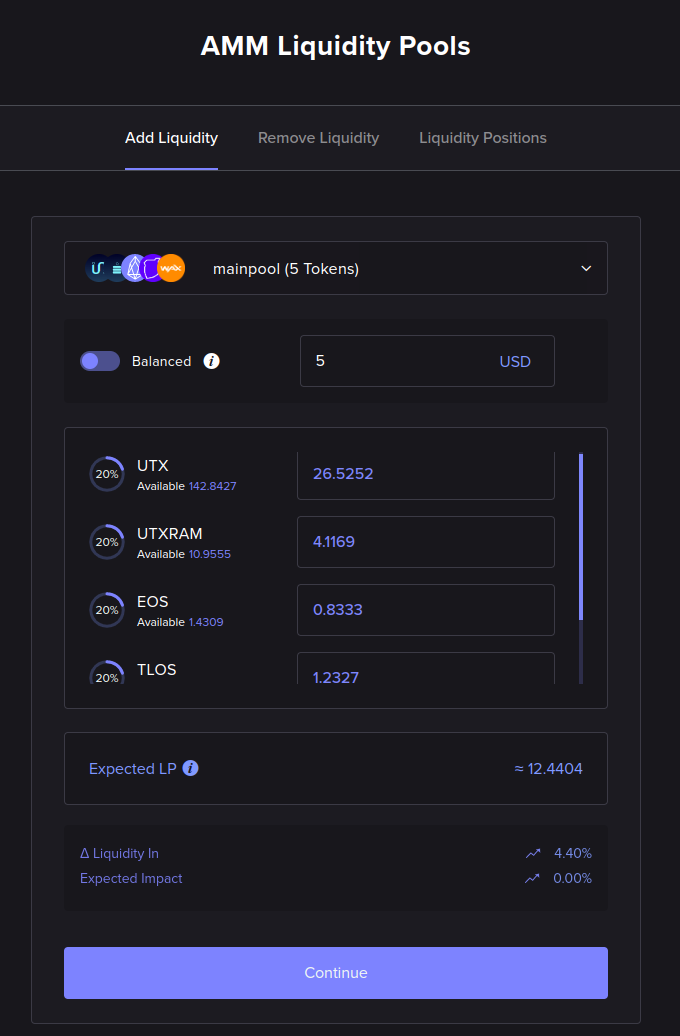 AMM Liquidity Pools
Add Liquidity Remove Liquidity Liquidity Positions
mainpool (5 Tokens)
Balanced i 5 USD
20% UTX 26.5252
Available 142.8427
20% UTXRAM 4.1169
Available 10.9555
20% EOS 0.8333
Available 1.4309
20% TLOS 1.2327
Expected LP i ≈ 12.4404
Δ Liquidity In 4.40%
Expected Impact 0.00%
Continue